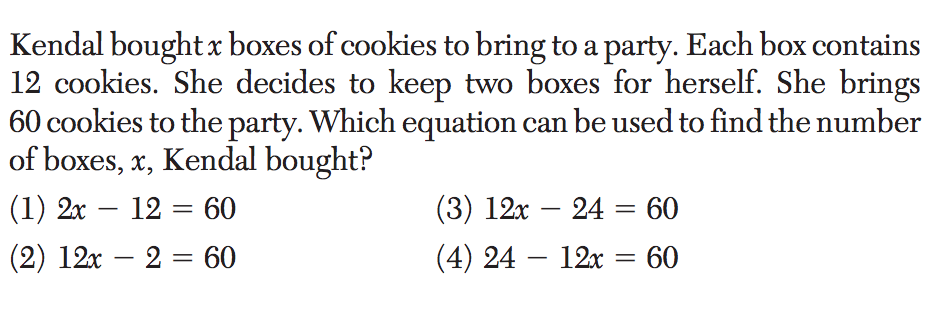 Kendal bought x boxes of cookies to bring to a party. Each box contains
12 cookies. She decides to keep two boxes for herself. She brings
60 cookies to the party. Which equation can be used to find the number
of boxes, x, Kendal bought?
(1) 2x − 12 = 60 (3) 12x − 24 = 60
(2) 12x − 2 = 60 (4) 24 − 12x = 60